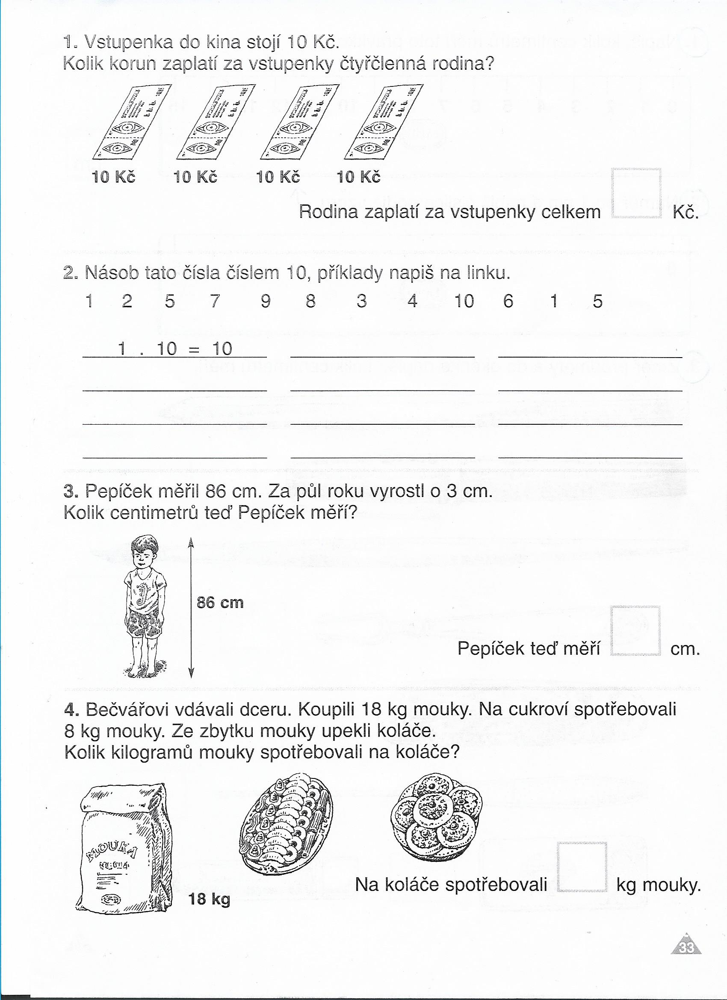 1. Vstupenka do kina stojí 10 Kč.
Kolik korun zaplatí za vstupenky čtyřčlenná rodina?
10 Kč 10 Kč 10 Kč 10 Kč
Rodina zaplatí za vstupenky celkem Kč.
2. Násob tato čísla číslem 10, příklady napiš na linku.
1 2 5 7 9 8 3 4 10 6 1 5
1 . 10 = 10
3. Pepíček měřil 86 cm. Za půl roku vyrostl o 3 cm.
Kolik centimetrů teď Pepíček měří?
86 cm
Pepíček teď měří cm.
4. Bečvářovi vdávali dceru. Koupili 18 kg mouky. Na cukroví spotřebovali
8 kg mouky. Ze zbytku mouky upekli koláče.
Kolik kilogramů mouky spotřebovali na koláče?
MOUKA
18 kg
Na koláče spotřebovali kg mouky.
33